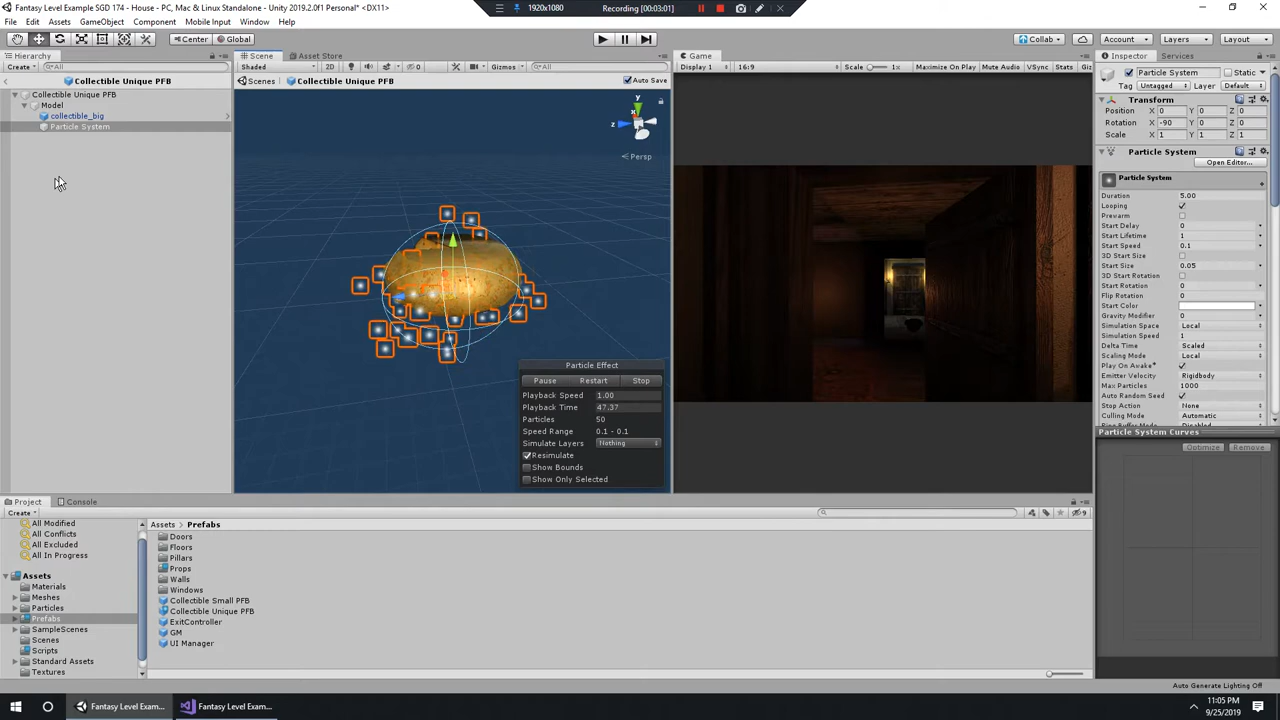 Fantasy Level Example SGD 174 - House - PC, Mac & Linux Standalone - Unity 2019.2.0f1 Personal* <DX11>
1920x1080
Recording [00:03:01]
File Edit Assets GameObject Component Mobile Input Window Help
Center Global
Collab
Account
Layers
Layout
Hierarchy
Scene
Asset Store
Game
Inspector
Services
Create
All
Shaded
2D
0
Gizmos
All
Display 1
16:9
Scale
1x
Maximize On Play
Mute Audio
VSync
Stats
Particle System
Static
Collectible Unique PFB
Scenes
Collectible Unique PFB
Auto Save
Tag Untagged
Layer Default
Collectible Unique PFB
Model
collectible_big
Particle System
y
x
z
Persp
Transform
Position X 0 Y 0 Z 0
Rotation X -90 Y 0 Z 0
Scale X 1 Y 1 Z 1
Particle System
Open Editor...
Particle System
Duration 5.00
Looping
Prewarm
Start Delay 0
Start Lifetime 1
Start Speed 0.1
3D Start Size
Start Size 0.05
3D Start Rotation
Start Rotation 0
Flip Rotation 0
Start Color
Gravity Modifier 0
Simulation Space Local
Simulation Speed 1
Delta Time Scaled
Scaling Mode Local
Play On Awake*
Emitter Velocity Rigidbody
Max Particles 1000
Auto Random Seed
Stop Action None
Culling Mode Automatic
Ring Buffer Mode Disabled
Particle System Curves
Optimize Remove
Particle Effect
Pause Restart Stop
Playback Speed 1.00
Playback Time 47.37
Particles 50
Speed Range 0.1 - 0.1
Simulate Layers Nothing
Resimulate
Show Bounds
Show Only Selected
Project
Console
Create
9
All Modified
All Conflicts
All Excluded
All In Progress
Assets
Materials
Meshes
Particles
Prefabs
SampleScenes
Scenes
Scripts
Standard Assets
Textures
Assets Prefabs
Doors
Floors
Pillars
Props
Walls
Windows
Collectible Small PFB
Collectible Unique PFB
ExitController
GM
UI Manager
Auto Generate Lighting Off
Fantasy Level Exam...
Fantasy Level Exam...
11:05 PM
9/25/2019